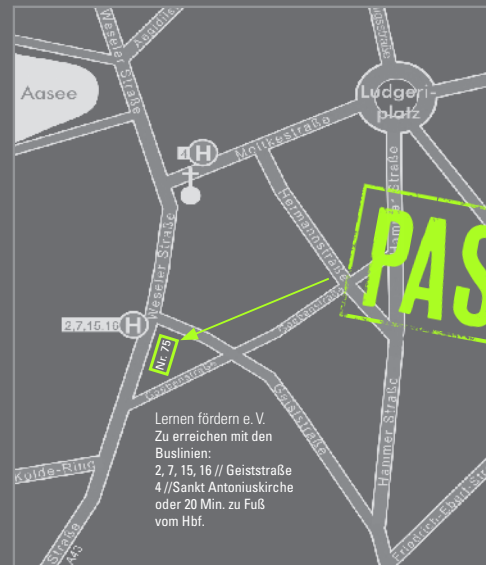 Weseler Straße
Aegidii
Aasee
Ludgeri-
platz
4 H
Moltkestraße
Hermannstraße
Hammer Straße
PAS
Weseler Straße
2,7,15,16 H
Nr. 75
Geiststraße
Hammer Straße
Lernen fördern e. V.
Zu erreichen mit den
Buslinien:
2, 7, 15, 16 // Geiststraße
4 //Sankt Antoniuskirche
oder 20 Min. zu Fuß
vom Hbf.
Kolde-Ring
Straße
A43
Friedrich-Ebert-Str